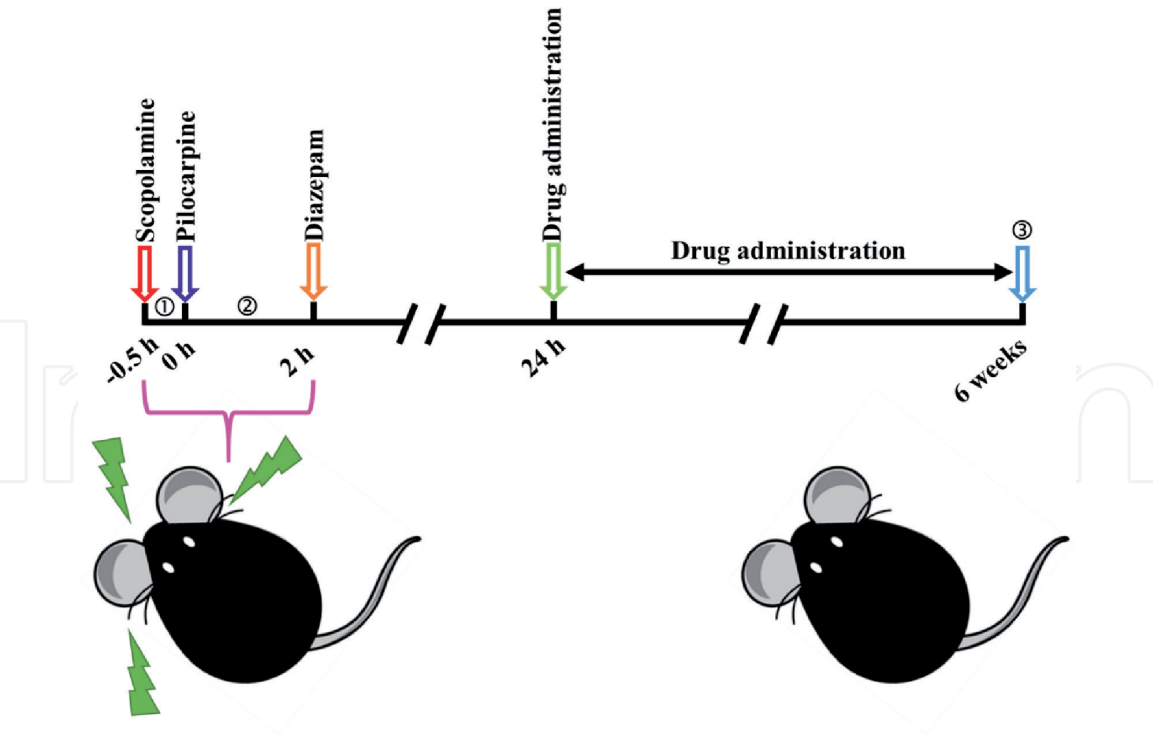 Scopolamine
Pilocarpine
Diazepam
Drug administration
Drug administration
③
①
②
-0.5 h
0 h
2 h
24 h
6 weeks